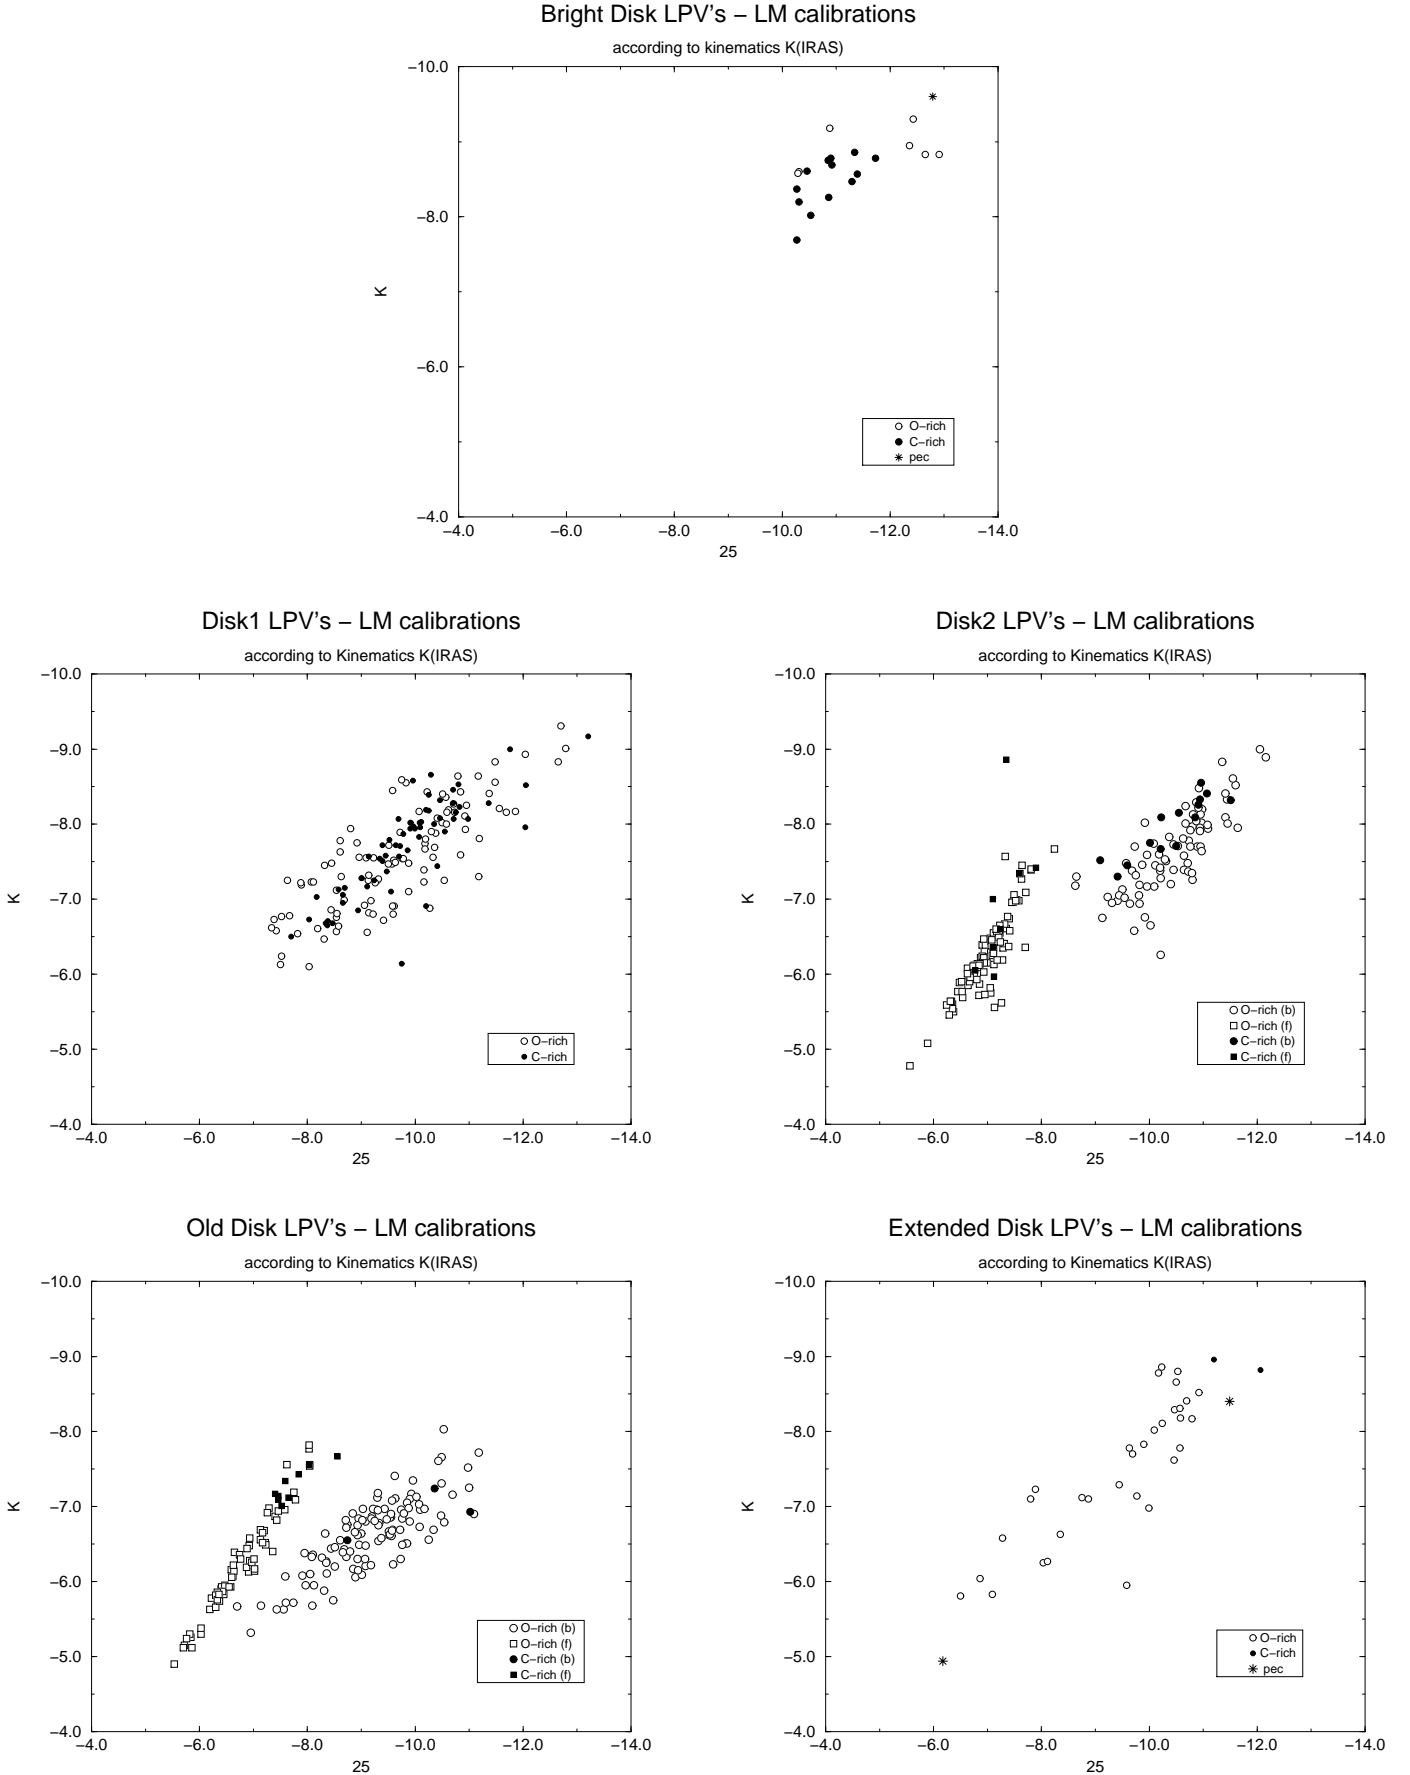 Bright Disk LPV's − LM calibrations
according to kinematics K(IRAS)
−10.0
−8.0
K
−6.0
O−rich
C−rich
pec
−4.0
−4.0 −6.0 −8.0 −10.0 −12.0 −14.0
25
Disk1 LPV's − LM calibrations
according to Kinematics K(IRAS)
−10.0
−9.0
−8.0
K
−7.0
−6.0
−5.0
O−rich
C−rich
−4.0
−4.0 −6.0 −8.0 −10.0 −12.0 −14.0
25
Disk2 LPV's − LM calibrations
according to Kinematics K(IRAS)
−10.0
−9.0
−8.0
K
−7.0
−6.0
O−rich (b)
O−rich (f)
C−rich (b)
C−rich (f)
−5.0
−4.0
−4.0 −6.0 −8.0 −10.0 −12.0 −14.0
25
Old Disk LPV's − LM calibrations
according to Kinematics K(IRAS)
−10.0
−9.0
−8.0
K
−7.0
−6.0
O−rich (b)
O−rich (f)
C−rich (b)
C−rich (f)
−5.0
−4.0
−4.0 −6.0 −8.0 −10.0 −12.0 −14.0
25
Extended Disk LPV's − LM calibrations
according to Kinematics K(IRAS)
−10.0
−9.0
−8.0
K
−7.0
−6.0
−5.0
O−rich
C−rich
pec
−4.0
−4.0 −6.0 −8.0 −10.0 −12.0 −14.0
25